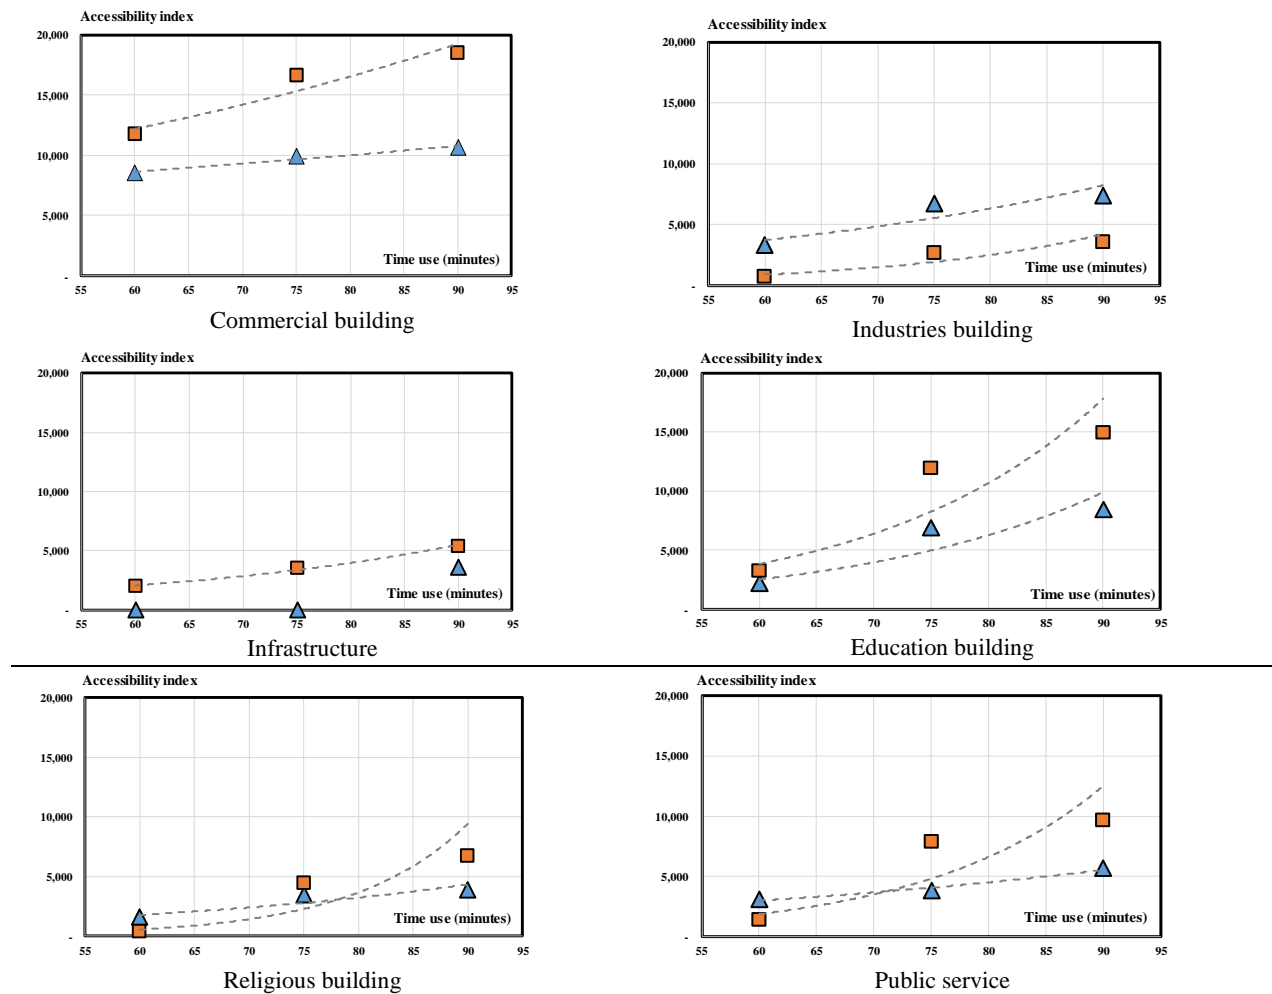 Accessibility index
20,000
15,000
10,000
5,000
-
Time use (minutes)
55 60 65 70 75 80 85 90 95
Commercial building
Accessibility index
20,000
15,000
10,000
5,000
-
Time use (minutes)
55 60 65 70 75 80 85 90 95
Industries building
Accessibility index
20,000
15,000
10,000
5,000
-
Time use (minutes)
55 60 65 70 75 80 85 90 95
Infrastructure
Accessibility index
20,000
15,000
10,000
5,000
-
Time use (minutes)
55 60 65 70 75 80 85 90 95
Education building
Accessibility index
20,000
15,000
10,000
5,000
-
Time use (minutes)
55 60 65 70 75 80 85 90 95
Religious building
Accessibility index
20,000
15,000
10,000
5,000
-
Time use (minutes)
55 60 65 70 75 80 85 90 95
Public service